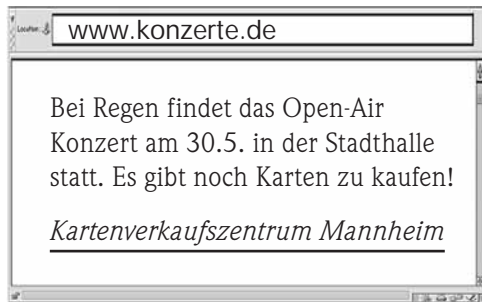 Location:
www.konzerte.de
Bei Regen findet das Open-Air
Konzert am 30.5. in der Stadthalle
statt. Es gibt noch Karten zu kaufen!
Kartenverkaufszentrum Mannheim